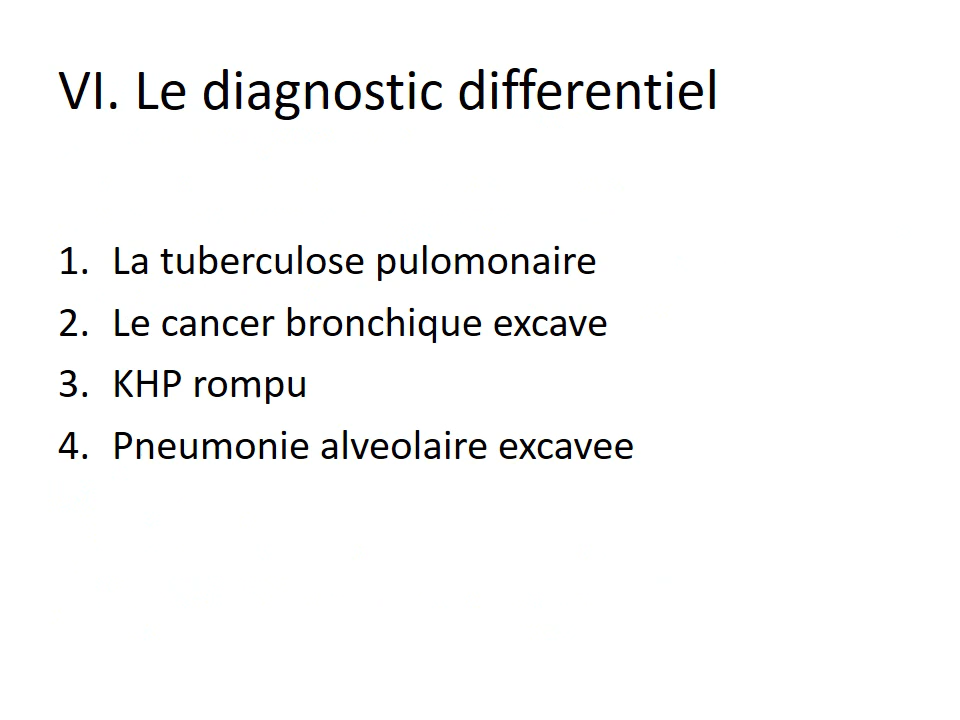 VI. Le diagnostic differentiel
1. La tuberculose pulomonaire
2. Le cancer bronchique excave
3. KHP rompu
4. Pneumonie alveolaire excavee